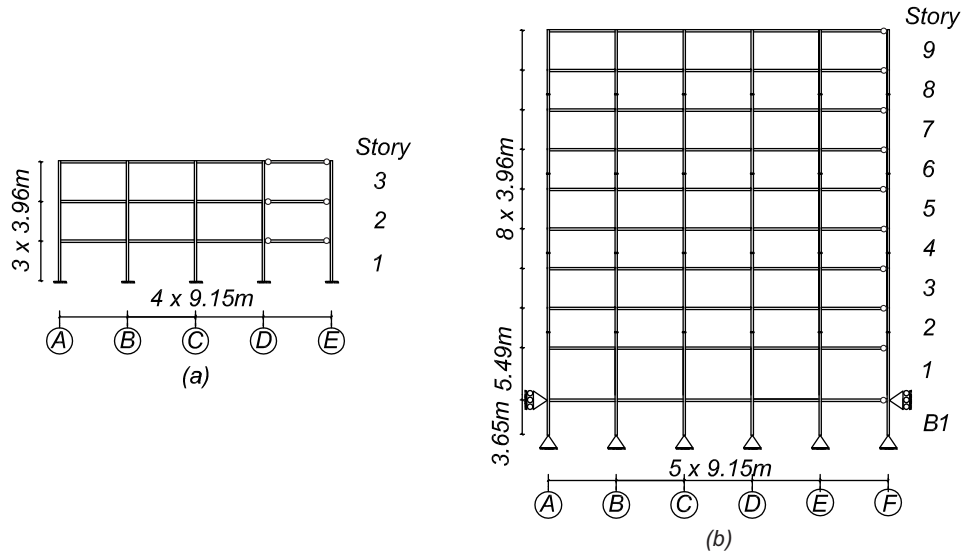 Story
3
2
1
3 x 3.96m
4 x 9.15m
A B C D E
(a)
Story
9
8
7
6
5
4
3
2
1
B1
8 x 3.96m
5.49m
3.65m
5 x 9.15m
A B C D E F
(b)